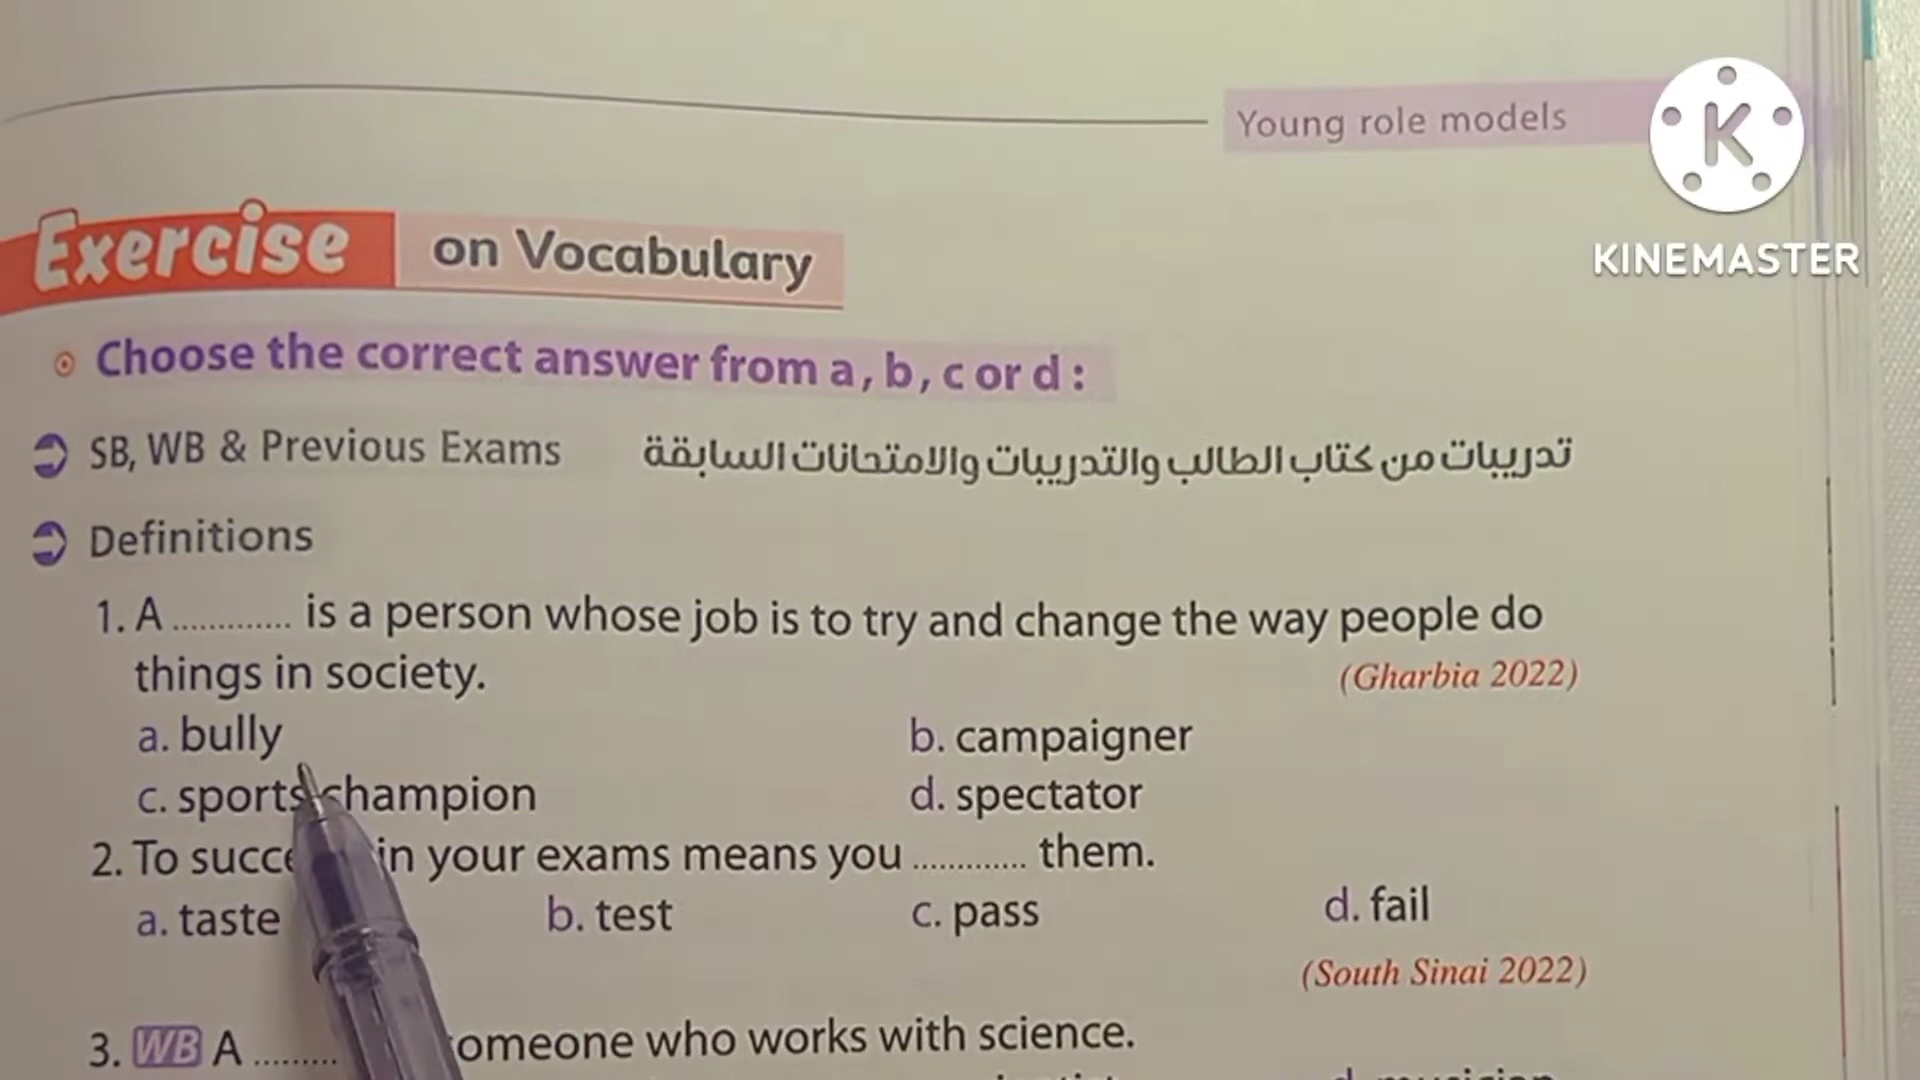 Young role models
K
KINEMASTER
Exercise on Vocabulary
Choose the correct answer from a, b, c or d :
SB, WB & Previous Exams تدريبات من كتاب الطالب والتدريبات والامتحانات السابقة
Definitions
1. A ............ is a person whose job is to try and change the way people do
things in society. (Gharbia 2022)
a. bully b. campaigner
c. sports champion d. spectator
2. To in your exams means you ............ them.
a. taste b. test c. pass d. fail
(South Sinai 2022)
3. WB A ......... who works with science.
d. musician